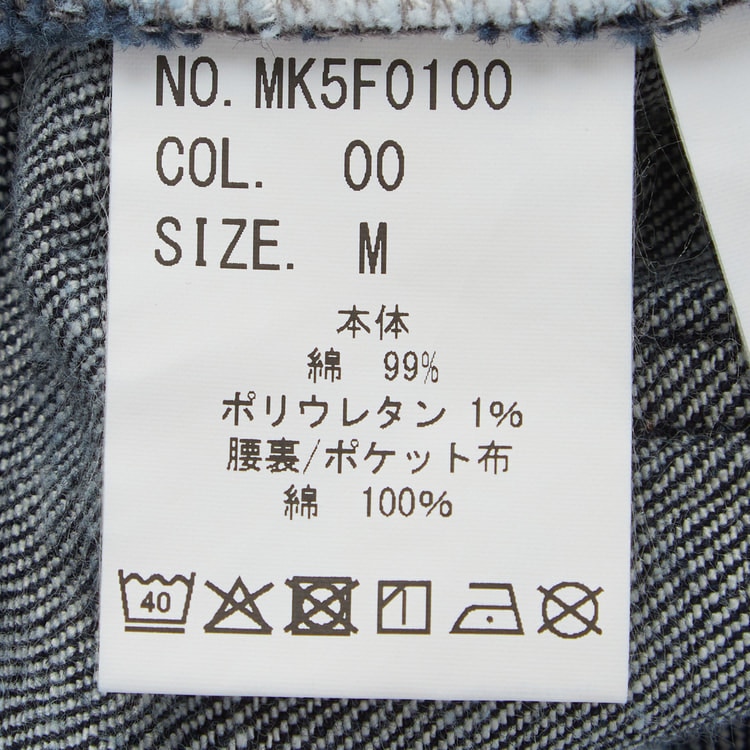 NO. MK5F0100
COL. 00
SIZE. M
本体
綿 99%
ポリウレタン 1%
腰裏/ポケット布
綿 100%
40